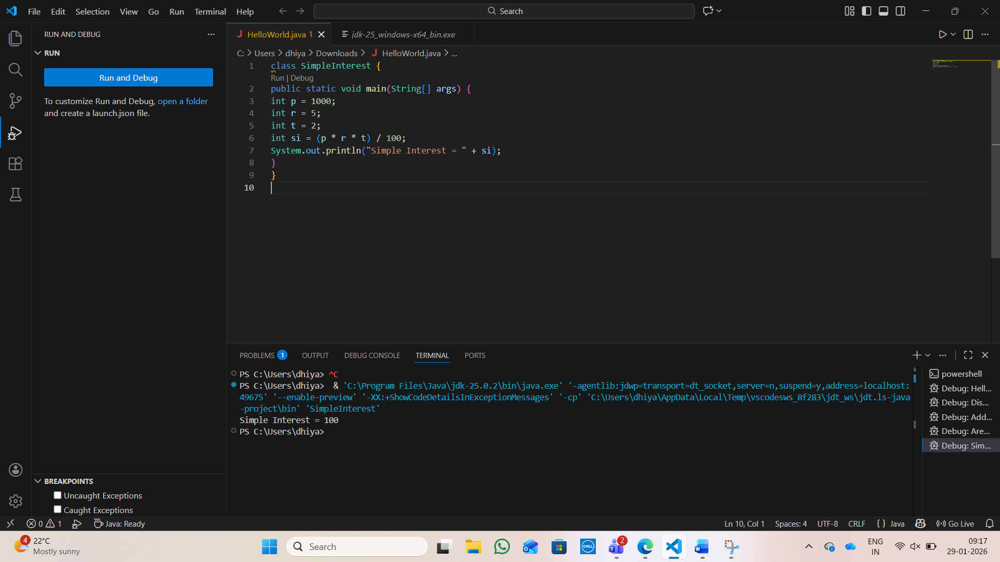 File Edit Selection View Go Run Terminal Help
Search
RUN AND DEBUG
RUN
Run and Debug
To customize Run and Debug, open a folder
and create a launch.json file.
HelloWorld.java 1
jdk-25_windows-x64_bin.exe
C: > Users > dhiya > Downloads > J HelloWorld.java > ...
1 class SimpleInterest {
Run | Debug
2 public static void main(String[] args) {
3 int p = 1000;
4 int r = 5;
5 int t = 2;
6 int si = (p * r * t) / 100;
7 System.out.println("Simple Interest = " + si);
8 }
9 }
10
PROBLEMS 1 OUTPUT DEBUG CONSOLE TERMINAL PORTS
PS C:\Users\dhiya> ^C
PS C:\Users\dhiya>  & 'C:\Program Files\Java\jdk-25.0.2\bin\java.exe' '-agentlib:jdwp=transport=dt_socket,server=n,suspend=y,address=localhost:
49675' '--enable-preview' '-XX:+ShowCodeDetailsInExceptionMessages' '-cp' 'C:\Users\dhiya\AppData\Local\Temp\vscodesws_8f283\jdt_ws\jdt.ls-java
-project\bin' 'SimpleInterest'
Simple Interest = 100
PS C:\Users\dhiya>
powershell
Debug: Hell...
Debug: Dis...
Debug: Add...
Debug: Are...
Debug: Sim...
BREAKPOINTS
Uncaught Exceptions
Caught Exceptions
0 1 Java: Ready
Ln 10, Col 1 Spaces: 4 UTF-8 CRLF {} Java Go Live
4
22°C
Mostly sunny
Search
DELL
2
ENG
IN
09:17
29-01-2026